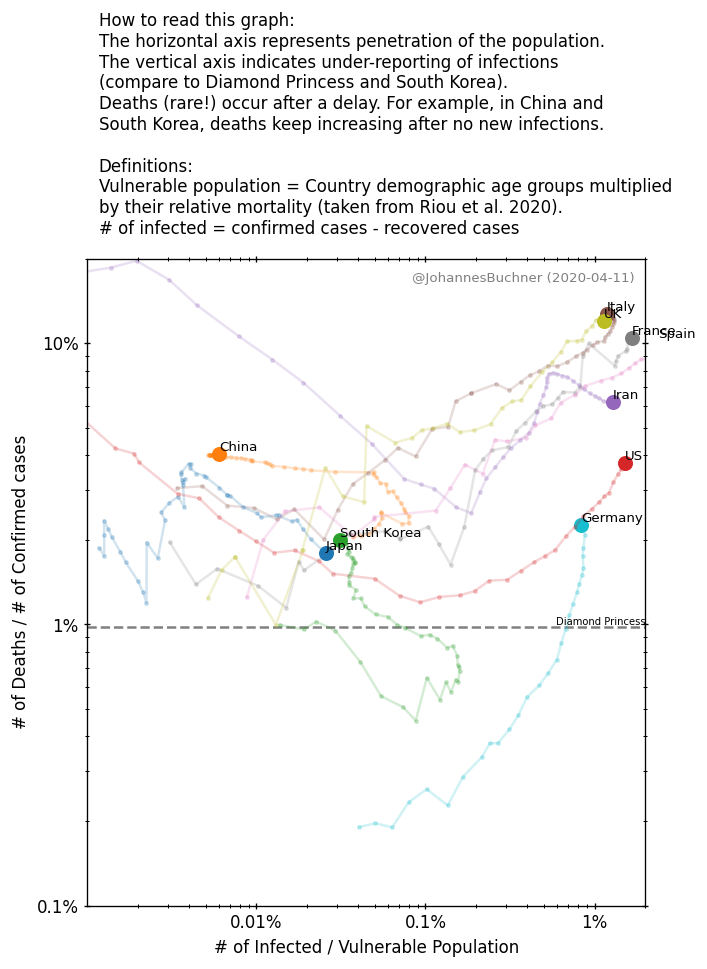 How to read this graph:
The horizontal axis represents penetration of the population.
The vertical axis indicates under-reporting of infections
(compare to Diamond Princess and South Korea).
Deaths (rare!) occur after a delay. For example, in China and
South Korea, deaths keep increasing after no new infections.
Definitions:
Vulnerable population = Country demographic age groups multiplied
by their relative mortality (taken from Riou et al. 2020).
# of infected = confirmed cases - recovered cases
@JohannesBuchner (2020-04-11)
Italy
UK
France
Spain
10%
Iran
China
US
Germany
South Korea
Japan
Diamond Princess
1%
0.1%
# of Deaths / # of Confirmed cases
0.01%
0.1%
1%
# of Infected / Vulnerable Population